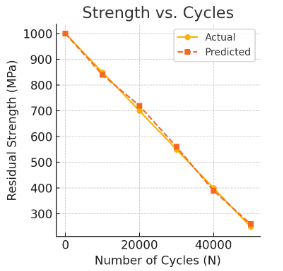 Strength vs. Cycles
Actual
Predicted
Residual Strength (MPa)
1000
900
800
700
600
500
400
300
0
20000
40000
Number of Cycles (N)